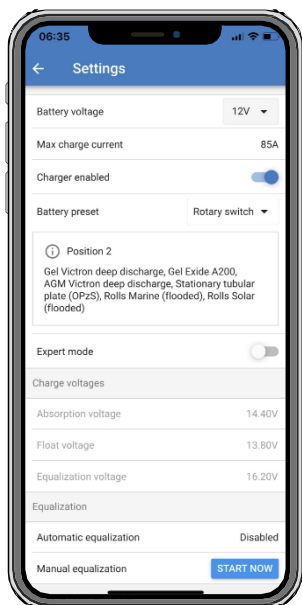 06:35
Settings
Battery voltage 12V
Max charge current 85A
Charger enabled
Battery preset Rotary switch
Position 2
Gel Victron deep discharge, Gel Exide A200,
AGM Victron deep discharge, Stationary tubular
plate (OPzS), Rolls Marine (flooded), Rolls Solar
(flooded)
Expert mode
Charge voltages
Absorption voltage 14.40V
Float voltage 13.80V
Equalization voltage 16.20V
Equalization
Automatic equalization Disabled
Manual equalization START NOW